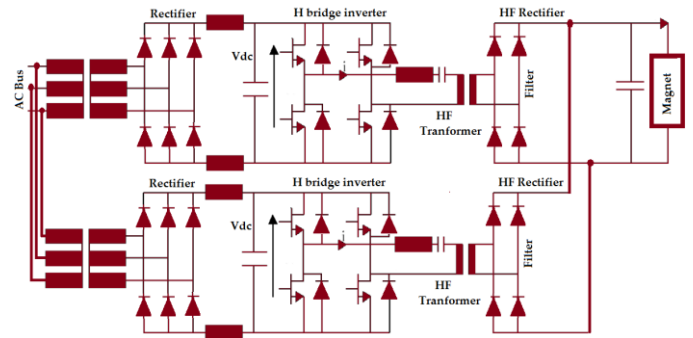 Rectifier
H bridge inverter
HF Rectifier
Vdc
i
AC Bus
HF
Tranformer
Filter
Magnet
Rectifier
H bridge inverter
HF Rectifier
Vdc
i
HF
Tranformer
Filter